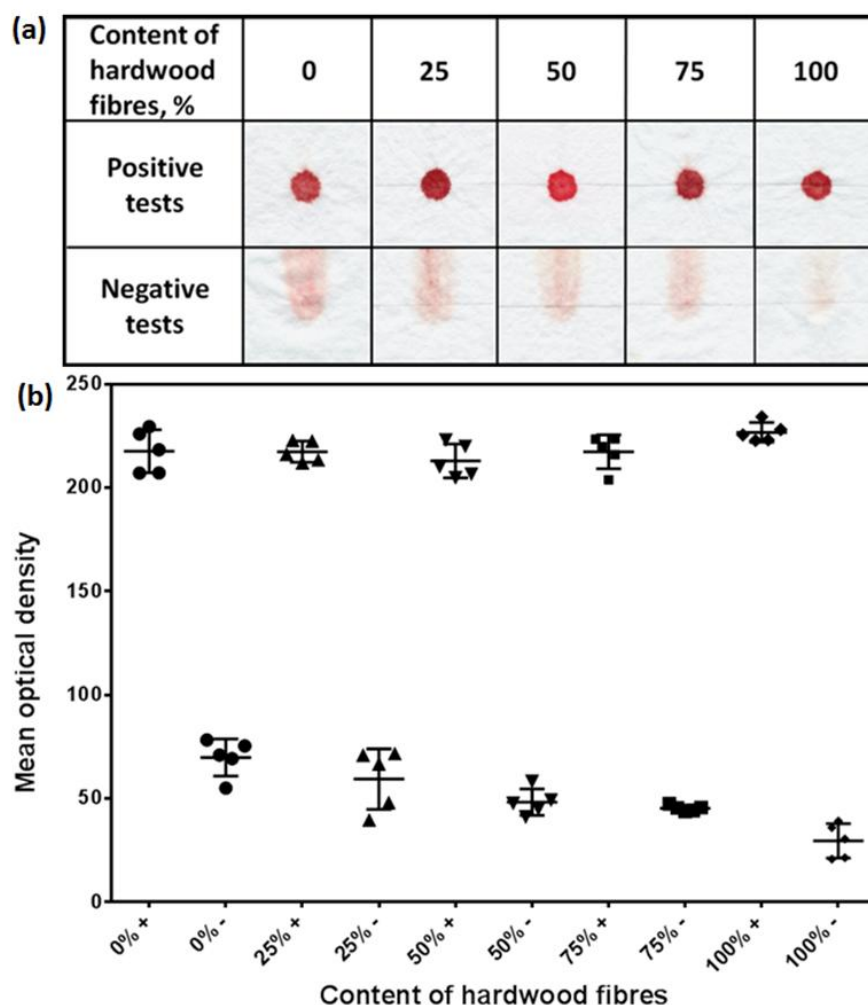 (a)
Content of
hardwood
fibres, %
0
25
50
75
100
Positive
tests
Negative
tests
(b)
250
200
150
100
50
0
Mean optical density
0% +
0% -
25% +
25% -
50% +
50% -
75% +
75% -
100% +
100% -
Content of hardwood fibres